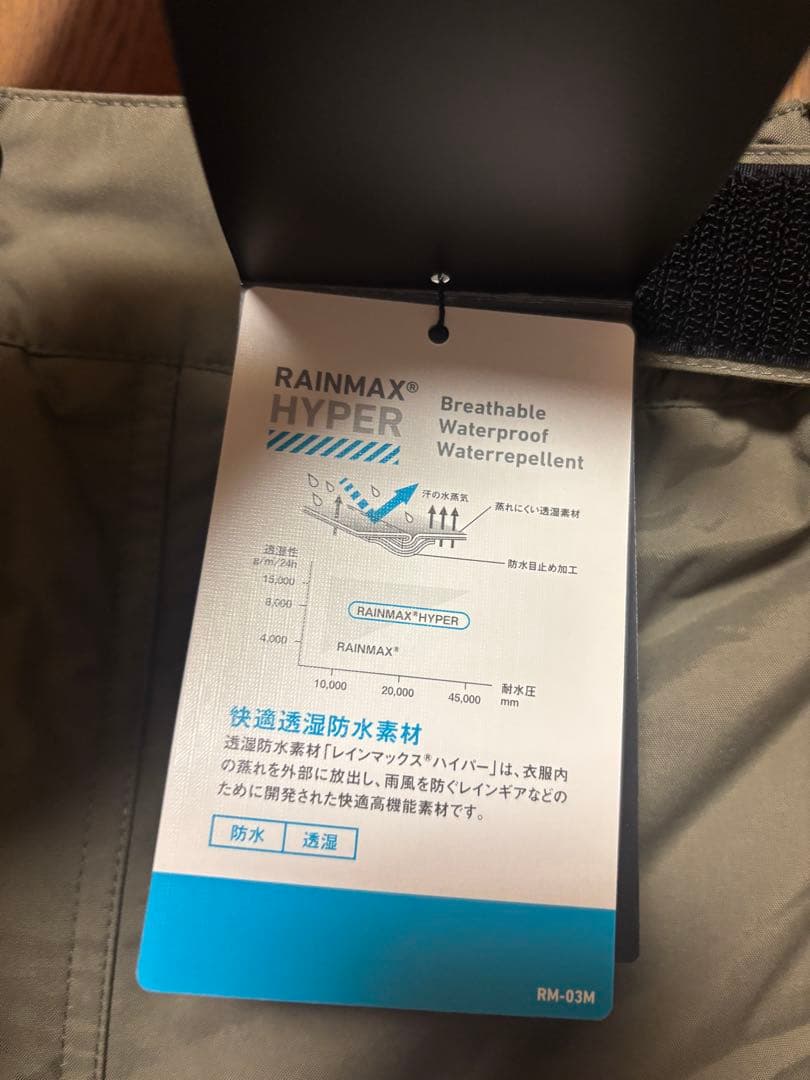 RAINMAX®
HYPER
Breathable
Waterproof
Waterrepellent
汗の水蒸気
蒸れにくい透湿素材
防水目止め加工
透湿性
g/m/24h
15,000
8,000
4,000
RAINMAX®HYPER
RAINMAX®
10,000
20,000
45,000
耐水圧
mm
快適透湿防水素材
透湿防水素材「レインマックス®ハイパー」は、衣服内
の蒸れを外部に放出し、雨風を防ぐレインギアなどの
ために開発された快適高機能素材です。
防水
透湿
RM-03M